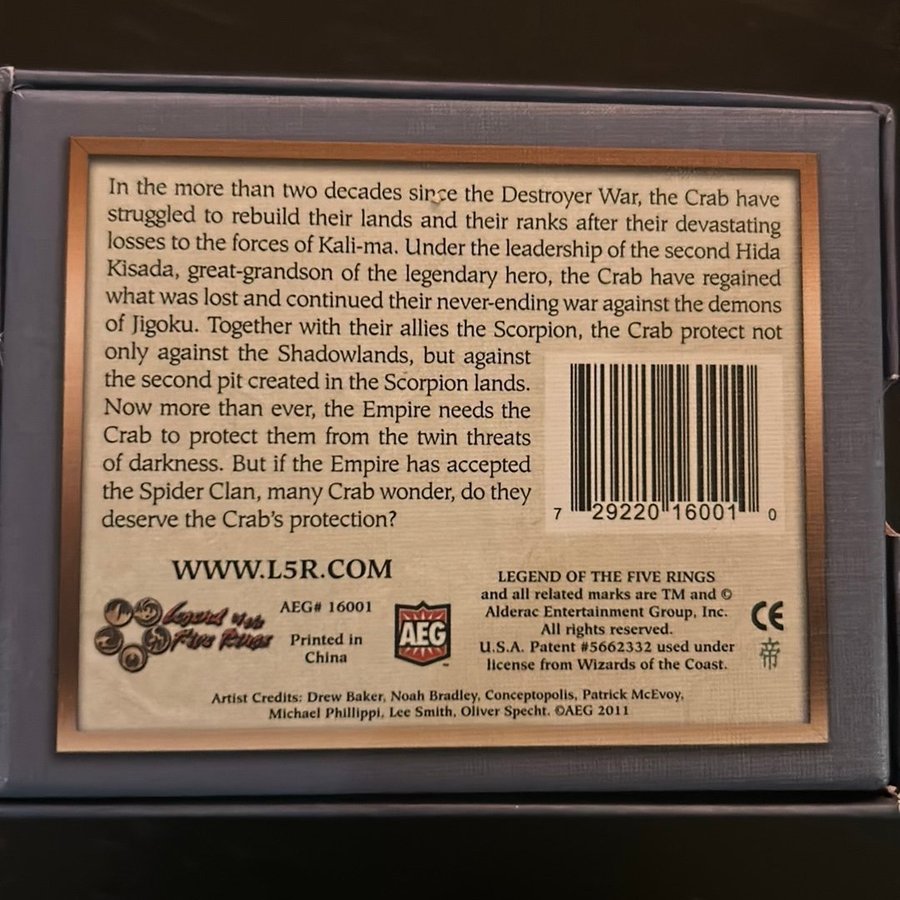 In the more than two decades since the Destroyer War, the Crab have
struggled to rebuild their lands and their ranks after their devastating
losses to the forces of Kali-ma. Under the leadership of the second Hida
Kisada, great-grandson of the legendary hero, the Crab have regained
what was lost and continued their never-ending war against the demons
of Jigoku. Together with their allies the Scorpion, the Crab protect not
only against the Shadowlands, but against
the second pit created in the Scorpion lands.
Now more than ever, the Empire needs the
Crab to protect them from the twin threats
of darkness. But if the Empire has accepted
the Spider Clan, many Crab wonder, do they
deserve the Crab's protection?
7 29220 16001 0
WWW.L5R.COM
Legend of the
Five Rings
AEG# 16001
Printed in
China
AEG
™
LEGEND OF THE FIVE RINGS
and all related marks are TM and ©
Alderac Entertainment Group, Inc.
All rights reserved.
U.S.A. Patent #5662332 used under
license from Wizards of the Coast.
CE
帝
Artist Credits: Drew Baker, Noah Bradley, Conceptopolis, Patrick McEvoy,
Michael Phillippi, Lee Smith, Oliver Specht. ©AEG 2011